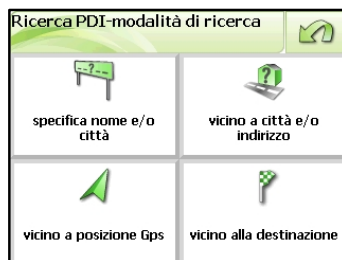 Ricerca PDI-modalità di ricerca
--?--
?
specifica nome e/o
città
vicino a città e/o
indirizzo
vicino a posizione Gps
vicino alla destinazione